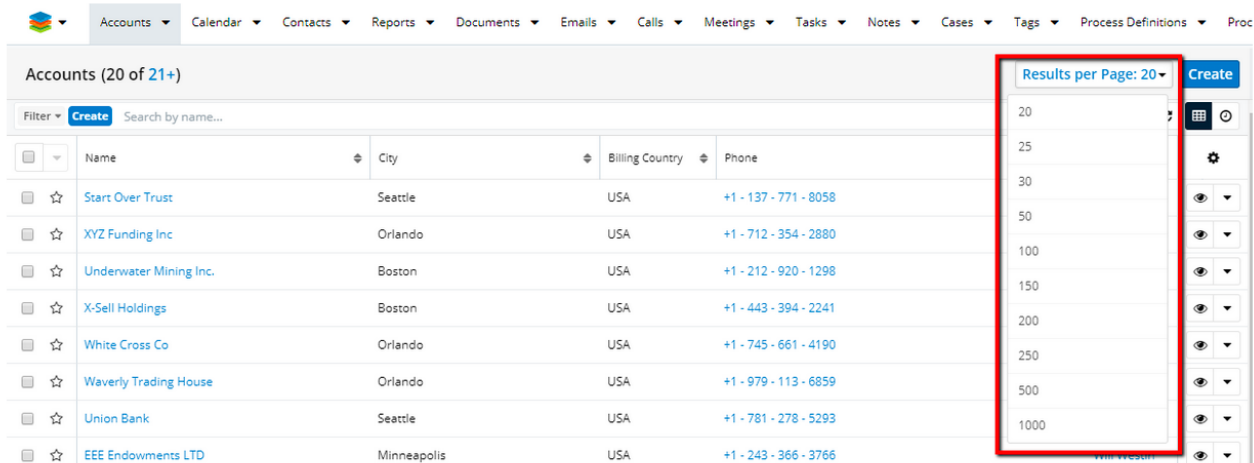 Accounts Calendar Contacts Reports Documents Emails Calls Meetings Tasks Notes Cases Tags Process Definitions
Accounts (20 of 21+) Results per Page: 20 Create
Filter Create Search by name...
Name City Billing Country Phone
Start Over Trust Seattle USA +1 - 137 - 771 - 8058
XYZ Funding Inc Orlando USA +1 - 712 - 354 - 2880
Underwater Mining Inc. Boston USA +1 - 212 - 920 - 1298
X-Sell Holdings Boston USA +1 - 443 - 394 - 2241
White Cross Co Orlando USA +1 - 745 - 661 - 4190
Waverly Trading House Orlando USA +1 - 979 - 113 - 6859
Union Bank Seattle USA +1 - 781 - 278 - 5293
EEE Endowments LTD Minneapolis USA +1 - 243 - 366 - 3766
20
25
30
50
100
150
200
250
500
1000